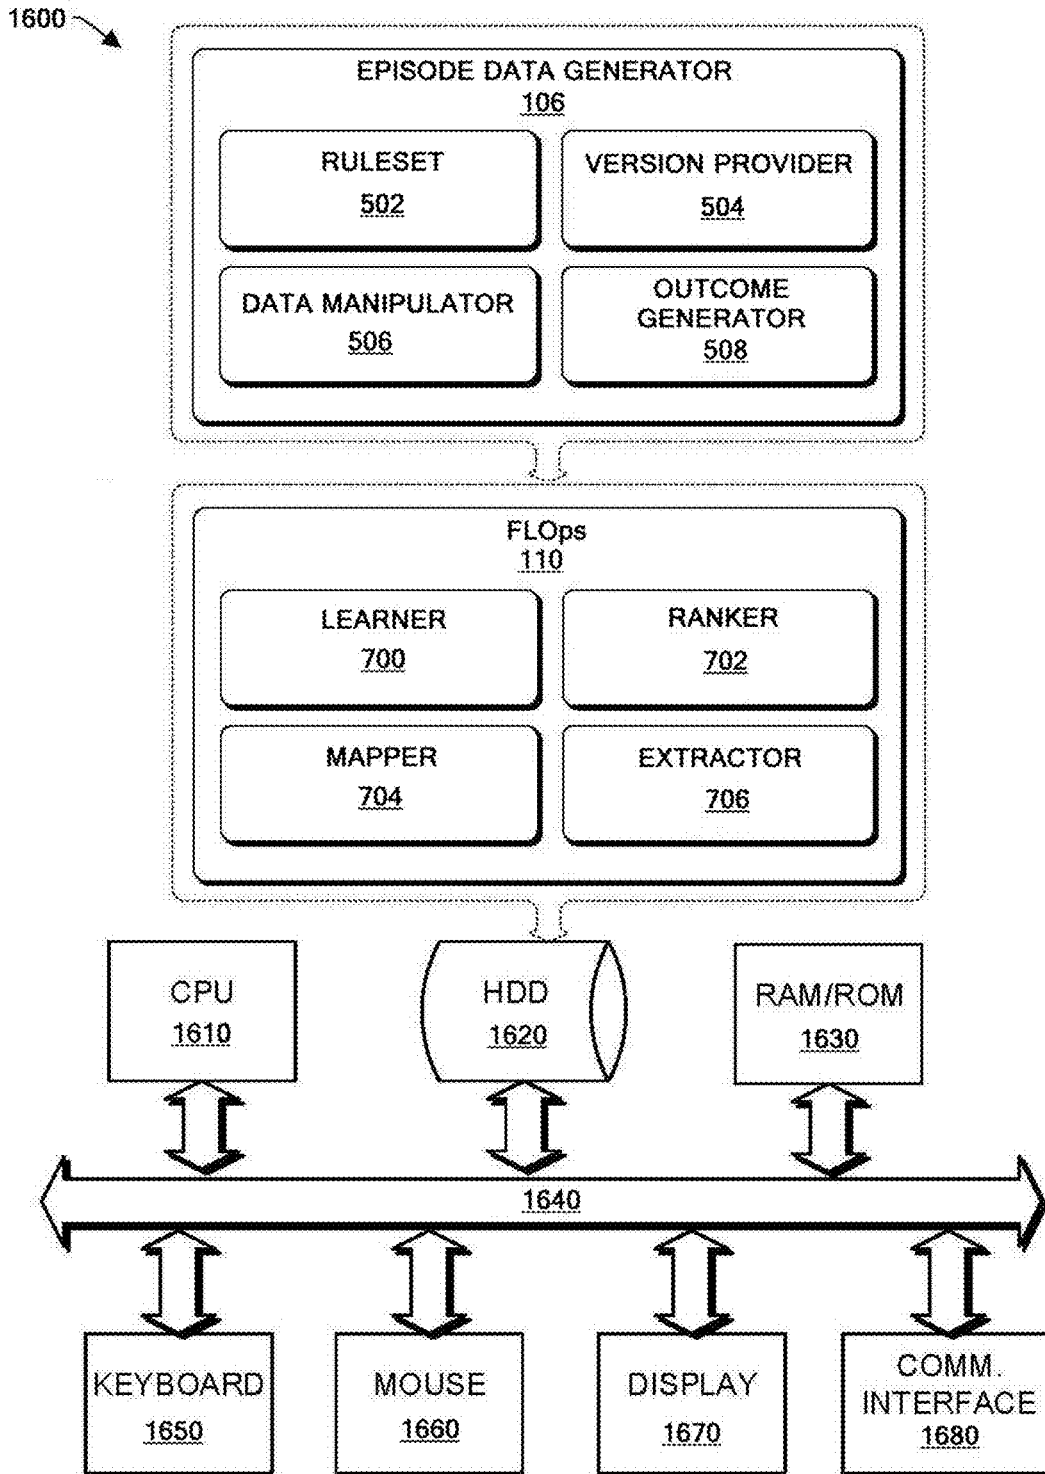 1600
EPISODE DATA GENERATOR
106
RULESET
502
VERSION PROVIDER
504
DATA MANIPULATOR
506
OUTCOME
GENERATOR
508
FLOps
110
LEARNER
700
RANKER
702
MAPPER
704
EXTRACTOR
706
CPU
1610
HDD
1620
RAM/ROM
1630
1640
KEYBOARD
1650
MOUSE
1660
DISPLAY
1670
COMM.
INTERFACE
1680